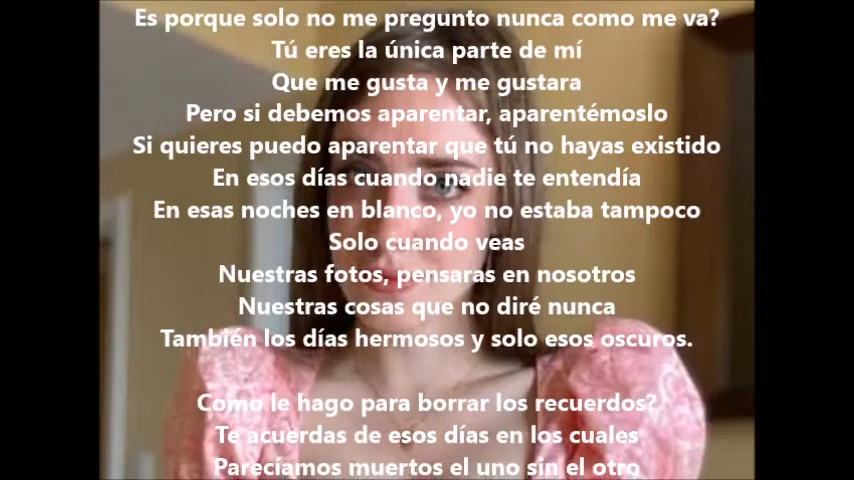 Es porque solo no me pregunto nunca como me va?
Tú eres la única parte de mí
Que me gusta y me gustara
Pero si debemos aparentar, aparentémoslo
Si quieres puedo aparentar que tú no hayas existido
En esos días cuando nadie te entendía
En esas noches en blanco, yo no estaba tampoco
Solo cuando veas
Nuestras fotos, pensaras en nosotros
Nuestras cosas que no diré nunca
También los días hermosos y solo esos oscuros.
Como le hago para borrar los recuerdos?
Te acuerdas de esos días en los cuales
Parecíamos muertos el uno sin el otro